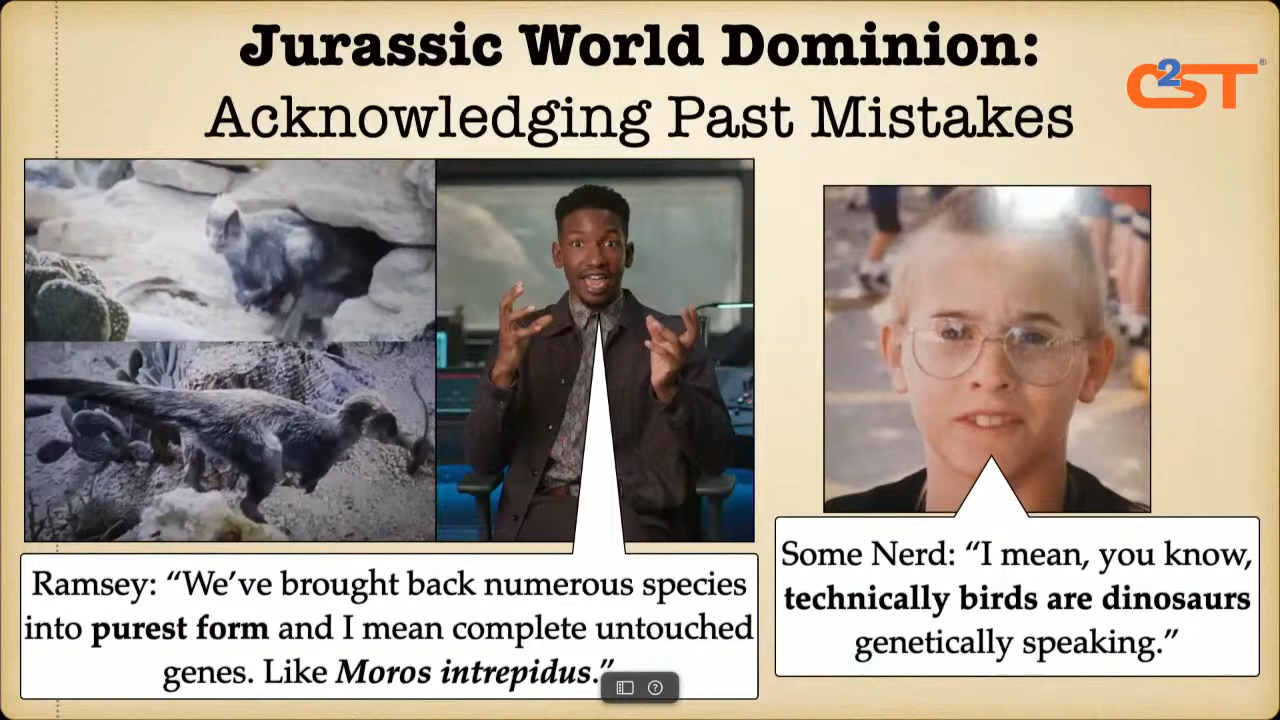 Jurassic World Dominion:
Acknowledging Past Mistakes
C2ST®
Ramsey: “We’ve brought back numerous species
into purest form and I mean complete untouched
genes. Like Moros intrepidus.”
Some Nerd: “I mean, you know,
technically birds are dinosaurs
genetically speaking.”